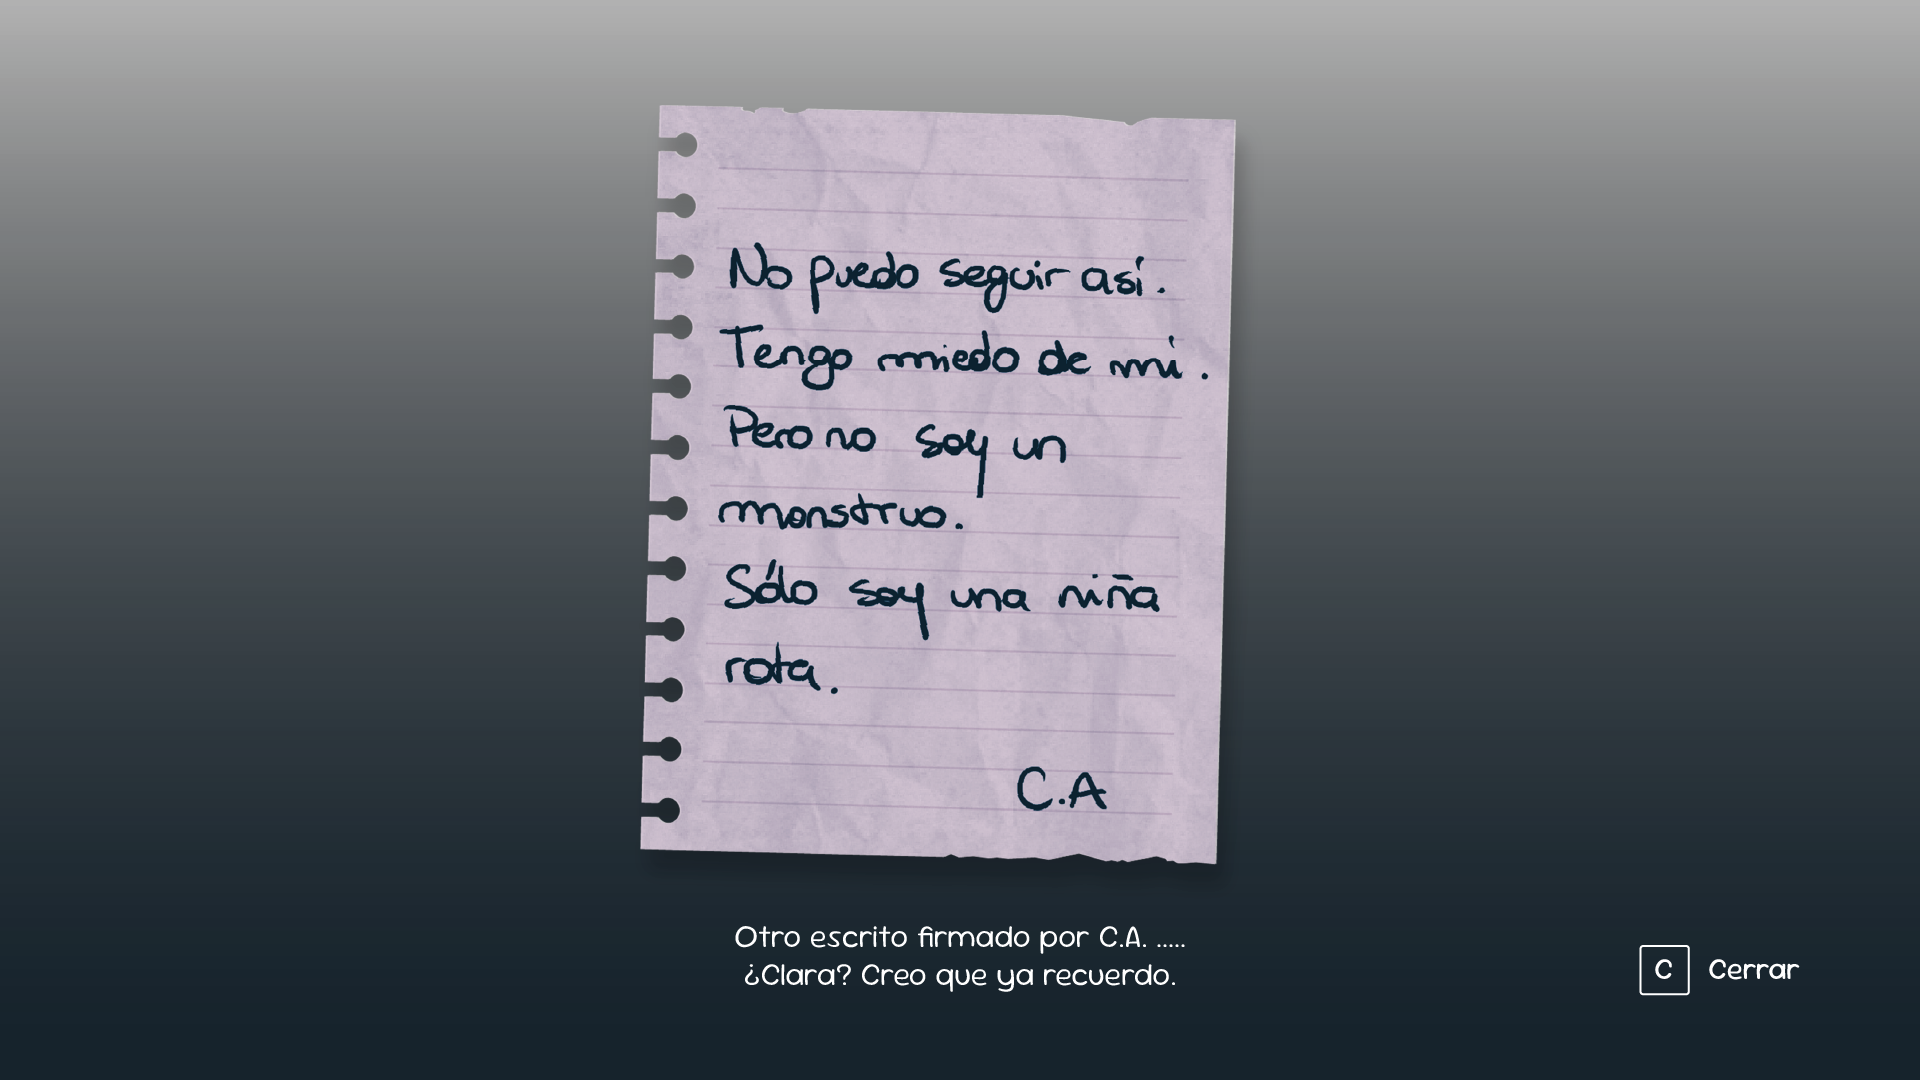 No puedo seguir así.
Tengo miedo de mí.
Pero no soy un
monstruo.
Sólo soy una niña
rota.
C.A
Otro escrito firmado por C.A. .....
¿Clara? Creo que ya recuerdo.
C Cerrar